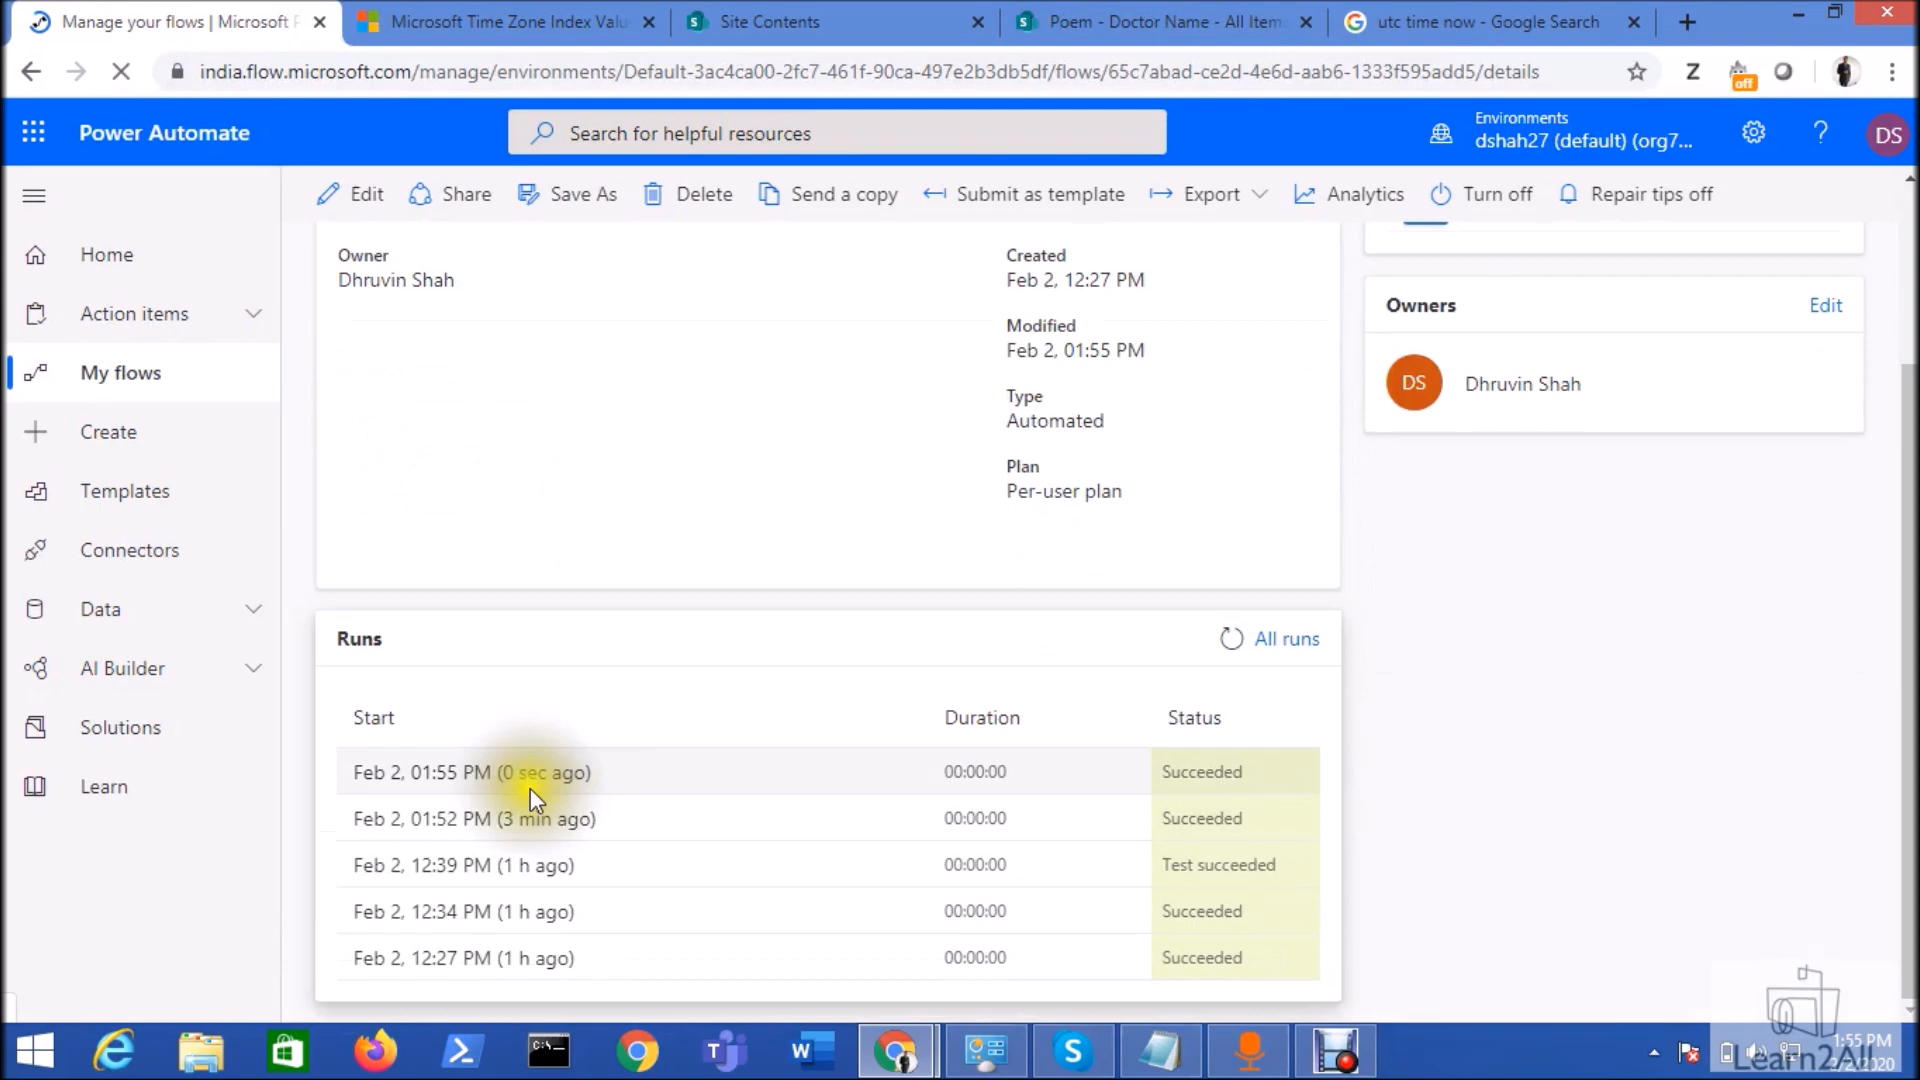 Manage your flows | Microsoft P
Microsoft Time Zone Index Valu
Site Contents
Poem - Doctor Name - All Item
utc time now - Google Search
india.flow.microsoft.com/manage/environments/Default-3ac4ca00-2fc7-461f-90ca-497e2b3db5df/flows/65c7abad-ce2d-4e6d-aab6-1333f595add5/details
Z
off
Power Automate
Search for helpful resources
Environments
dshah27 (default) (org7...
DS
Edit
Share
Save As
Delete
Send a copy
Submit as template
Export
Analytics
Turn off
Repair tips off
Home
Action items
My flows
Create
Templates
Connectors
Data
AI Builder
Solutions
Learn
Owner
Dhruvin Shah
Created
Feb 2, 12:27 PM
Modified
Feb 2, 01:55 PM
Type
Automated
Plan
Per-user plan
Owners
Edit
DS
Dhruvin Shah
Runs
All runs
Start Duration Status
Feb 2, 01:55 PM (0 sec ago) 00:00:00 Succeeded
Feb 2, 01:52 PM (3 min ago) 00:00:00 Succeeded
Feb 2, 12:39 PM (1 h ago) 00:00:00 Test succeeded
Feb 2, 12:34 PM (1 h ago) 00:00:00 Succeeded
Feb 2, 12:27 PM (1 h ago) 00:00:00 Succeeded
1:55 PM
2/2/2020
Learn2All